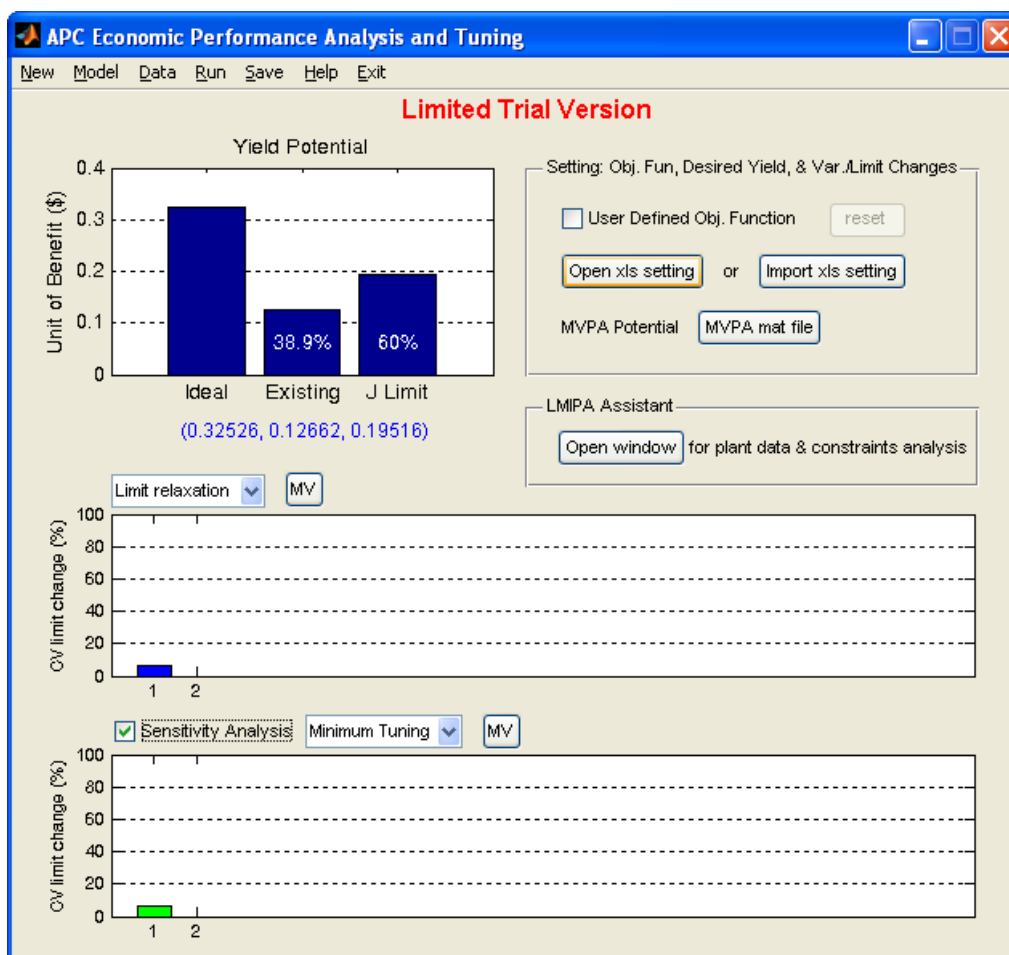 APC Economic Performance Analysis and Tuning
New Model Data Run Save Help Exit
Limited Trial Version
Yield Potential
Unit of Benefit ($)
0.4
0.3
0.2
0.1
0
38.9%
60%
Ideal Existing J Limit
(0.32526, 0.12662, 0.19516)
Setting: Obj. Fun, Desired Yield, & Var./Limit Changes
User Defined Obj. Function reset
Open xls setting or Import xls setting
MVPA Potential MVPA mat file
LMIPA Assistant
Open window for plant data & constraints analysis
Limit relaxation MV
CV limit change (%)
100
80
60
40
20
0
1 2
Sensitivity Analysis Minimum Tuning MV
CV limit change (%)
100
80
60
40
20
0
1 2